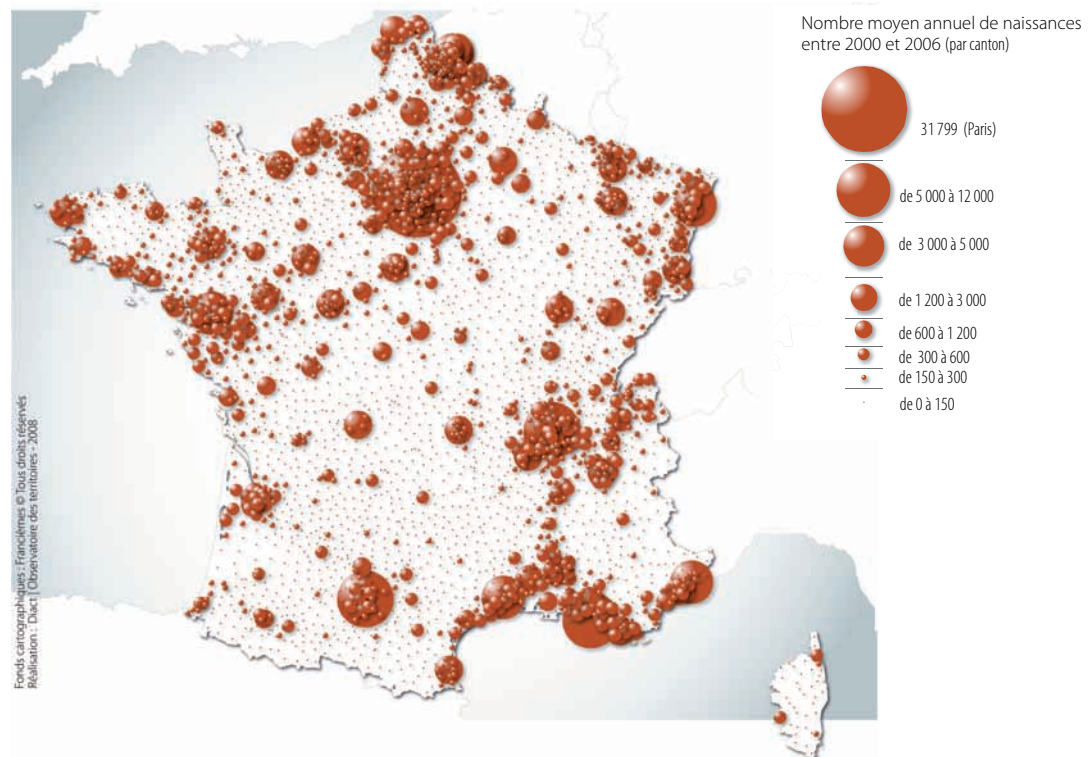 Nombre moyen annuel de naissances
entre 2000 et 2006 (par canton)
31 799 (Paris)
de 5 000 à 12 000
de 3 000 à 5 000
de 1 200 à 3 000
de 600 à 1 200
de 300 à 600
de 150 à 300
de 0 à 150
Fonds cartographiques : Franciêmes © Tous droits réservés
Réalisation : Diact | Observatoire des territoires - 2008